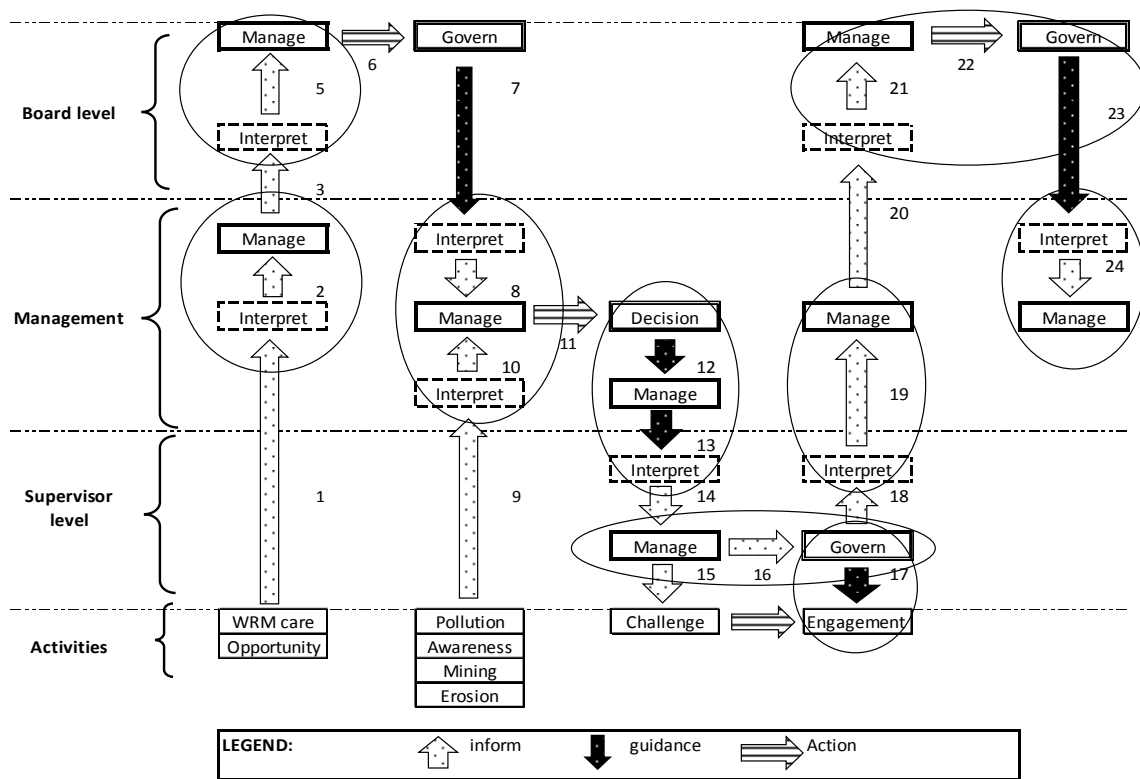 Manage Govern Manage Govern
6 22
5 7 21
Board level 23
Interpret Interpret
3
20
Manage Interpret Interpret
24
2 8
Management Interpret Manage Decision Manage Manage
11
10 12
Interpret Manage 19
13
Interpret Interpret
Supervisor
level
1 9 14 18
Manage Govern
15 16 17
WRM care Pollution Challenge Engagement
Activities
Opportunity Awareness
Mining
Erosion
LEGEND: inform guidance Action